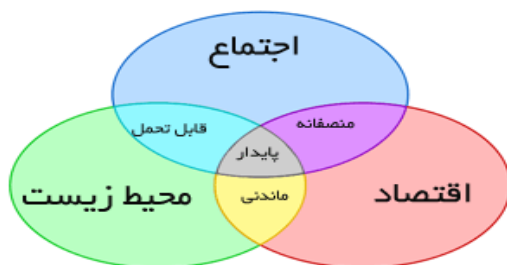 اجتماع
منصفانه
قابل تحمل
پایدار
اقتصاد
ماندنی
محیط زیست